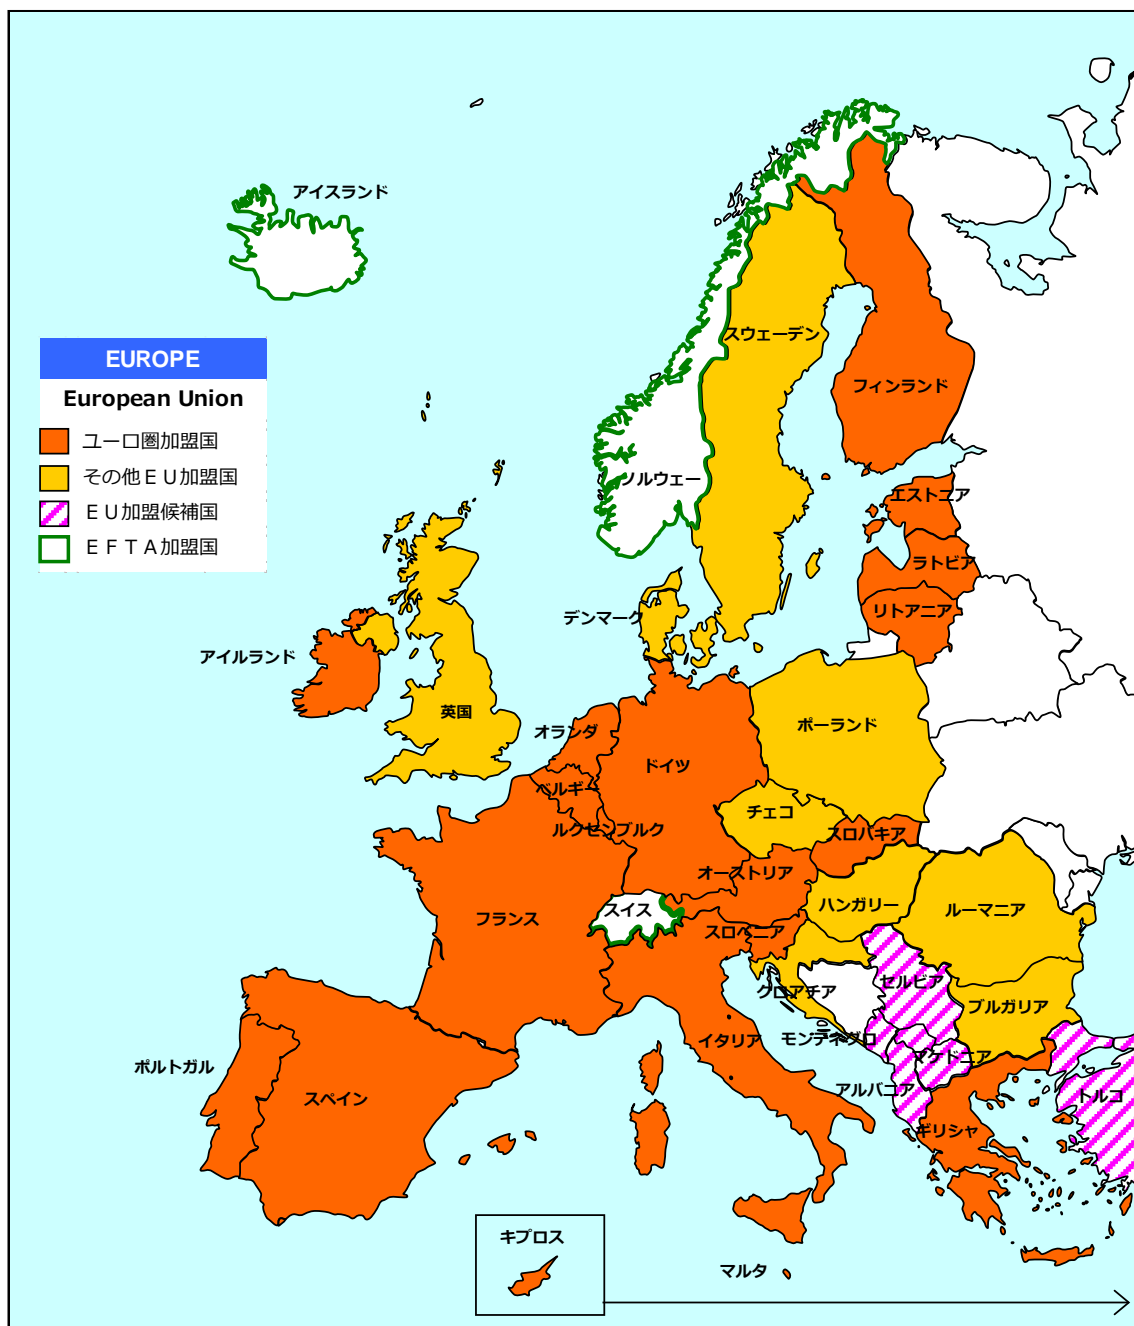 アイスランド
EUROPE
European Union
ユーロ圏加盟国
その他ＥＵ加盟国
ＥＵ加盟候補国
ＥＦＴＡ加盟国
スウェーデン
フィンランド
ノルウェー
エストニア
ラトビア
リトアニア
デンマーク
アイルランド
英国
オランダ
ポーランド
ドイツ
ベルギー
チェコ
ルクセンブルク
スロバキア
オーストリア
フランス
スイス
ハンガリー
ルーマニア
スロベニア
セルビア
クロアチア
ブルガリア
イタリア
モンテネグロ
マケドニア
ポルトガル
スペイン
アルバニア
トルコ
ギリシャ
キプロス
マルタ